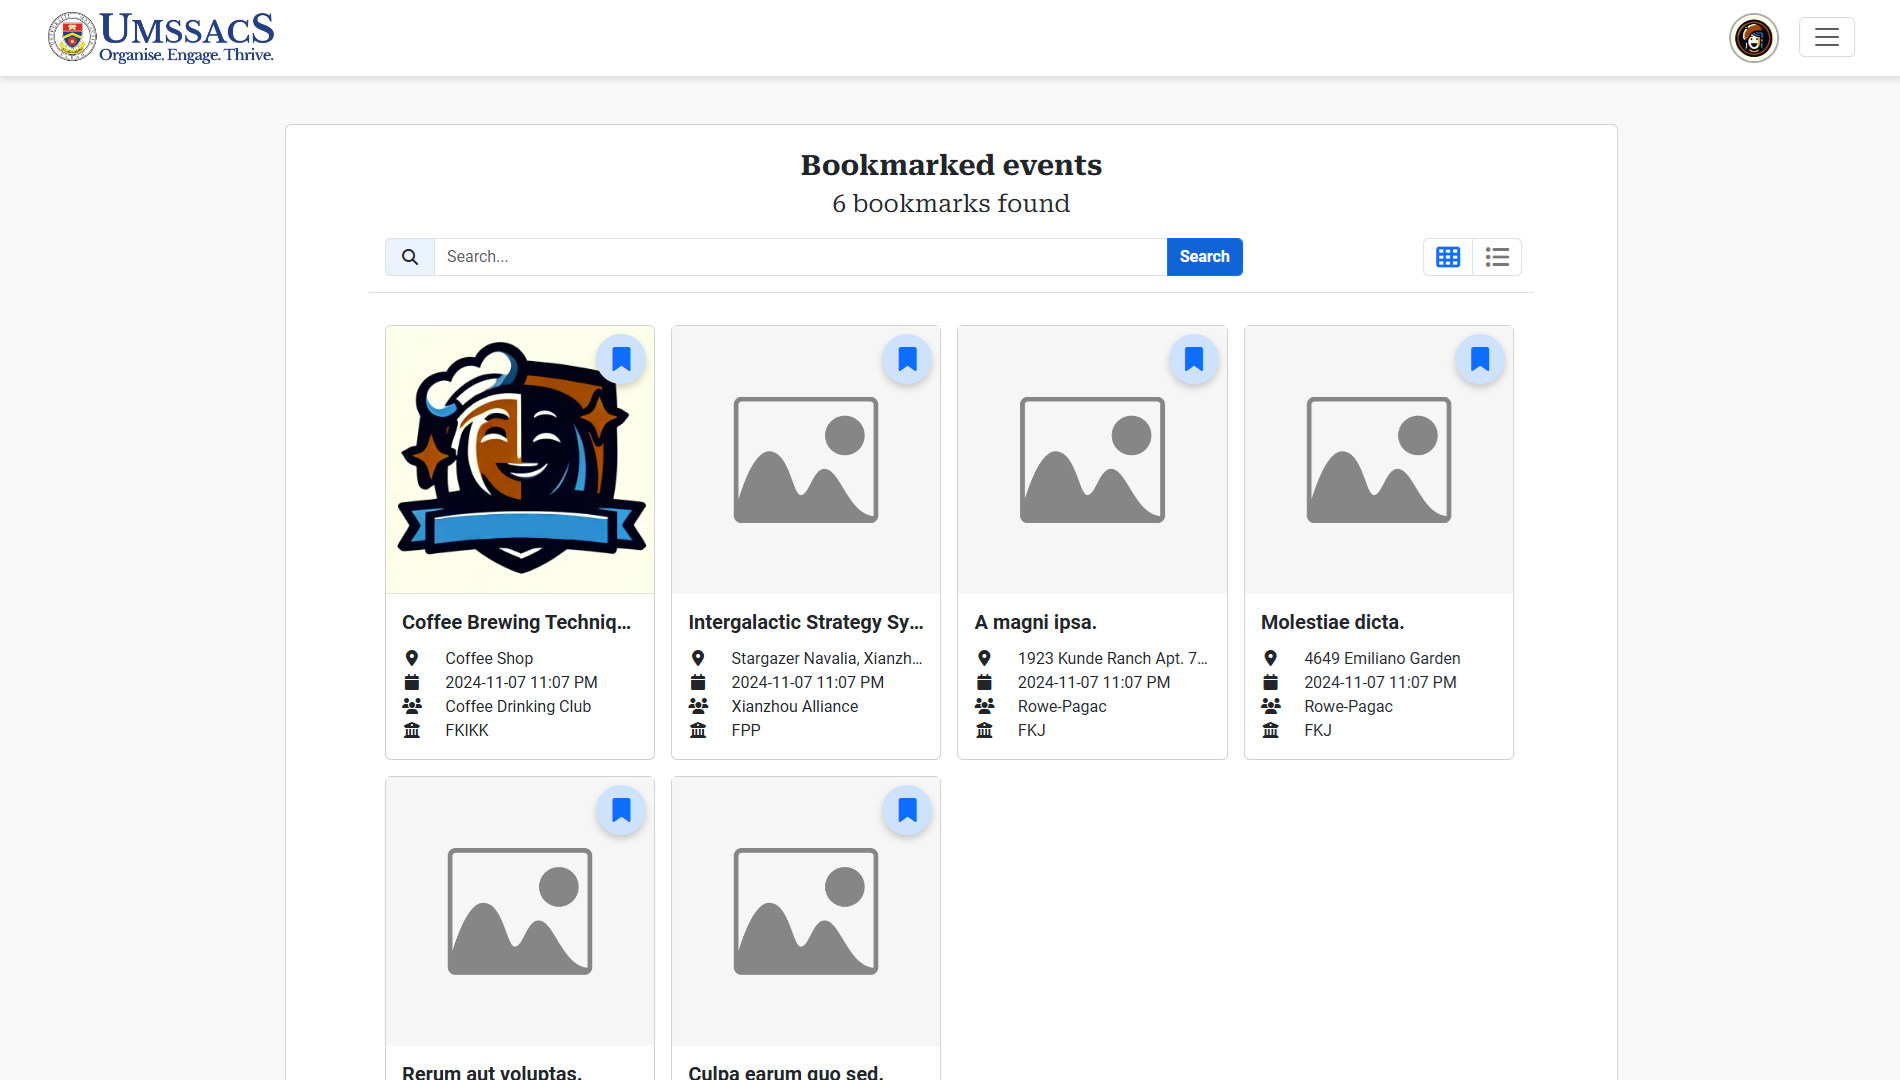 UMSSACS
Organise. Engage. Thrive.
Bookmarked events
6 bookmarks found
Search...
Search
Coffee Brewing Techniq...
Coffee Shop
2024-11-07 11:07 PM
Coffee Drinking Club
FKIKK
Intergalactic Strategy Sy...
Stargazer Navalia, Xianzh...
2024-11-07 11:07 PM
Xianzhou Alliance
FPP
A magni ipsa.
1923 Kunde Ranch Apt. 7...
2024-11-07 11:07 PM
Rowe-Pagac
FKJ
Molestiae dicta.
4649 Emiliano Garden
2024-11-07 11:07 PM
Rowe-Pagac
FKJ
Rerum aut voluptas.
Culpa earum quo sed.